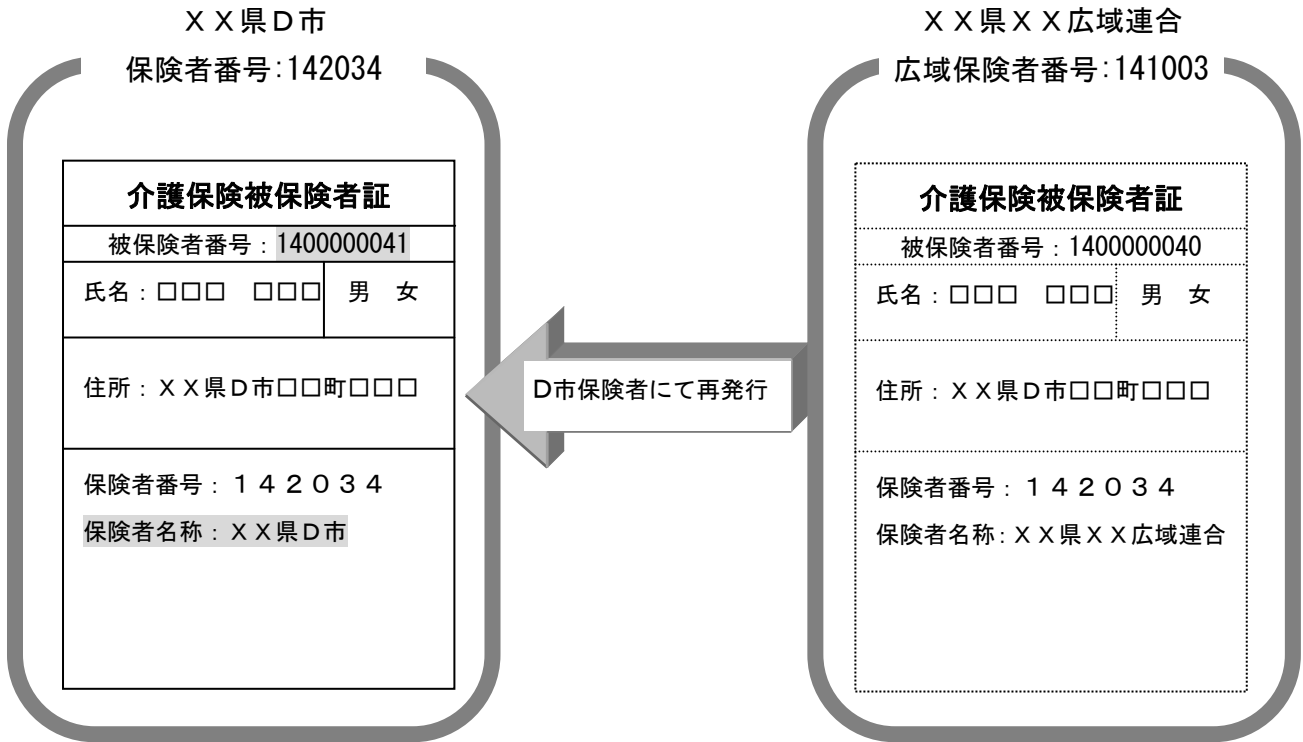 ＸＸ県Ｄ市
保険者番号:142034
介護保険被保険者証
被保険者番号：1400000041
氏名：□□□　□□□　男　女
住所：ＸＸ県Ｄ市□□町□□□
保険者番号：１４２０３４
保険者名称：ＸＸ県Ｄ市
D市保険者にて再発行
ＸＸ県ＸＸ広域連合
広域保険者番号:141003
介護保険被保険者証
被保険者番号：1400000040
氏名：□□□　□□□　男　女
住所：ＸＸ県Ｄ市□□町□□□
保険者番号：１４２０３４
保険者名称：ＸＸ県ＸＸ広域連合